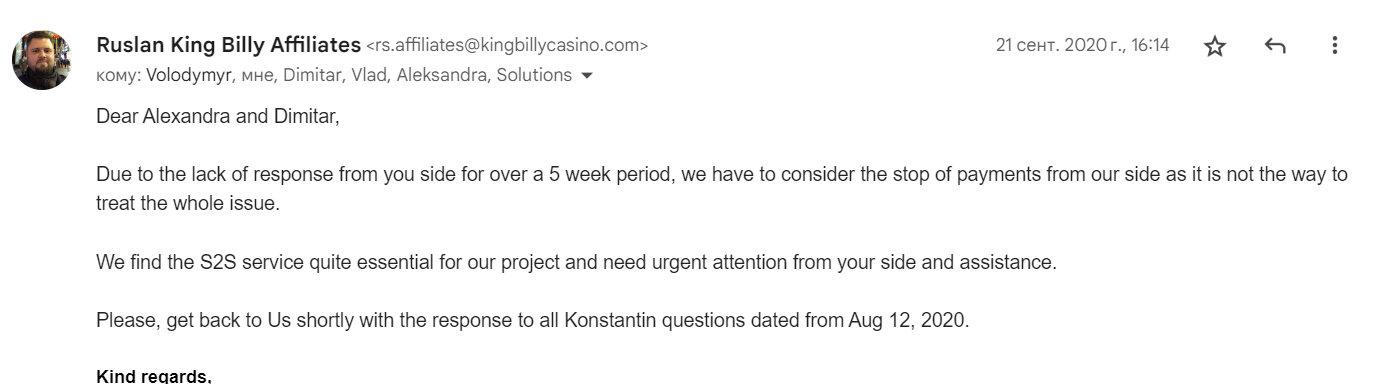 Ruslan King Billy Affiliates <rs.affiliates@kingbillycasino.com> 21 сент. 2020 г., 16:14
кому: Volodymyr, мне, Dimitar, Vlad, Aleksandra, Solutions
Dear Alexandra and Dimitar,
Due to the lack of response from you side for over a 5 week period, we have to consider the stop of payments from our side as it is not the way to
treat the whole issue.
We find the S2S service quite essential for our project and need urgent attention from your side and assistance.
Please, get back to Us shortly with the response to all Konstantin questions dated from Aug 12, 2020.
Kind regards,